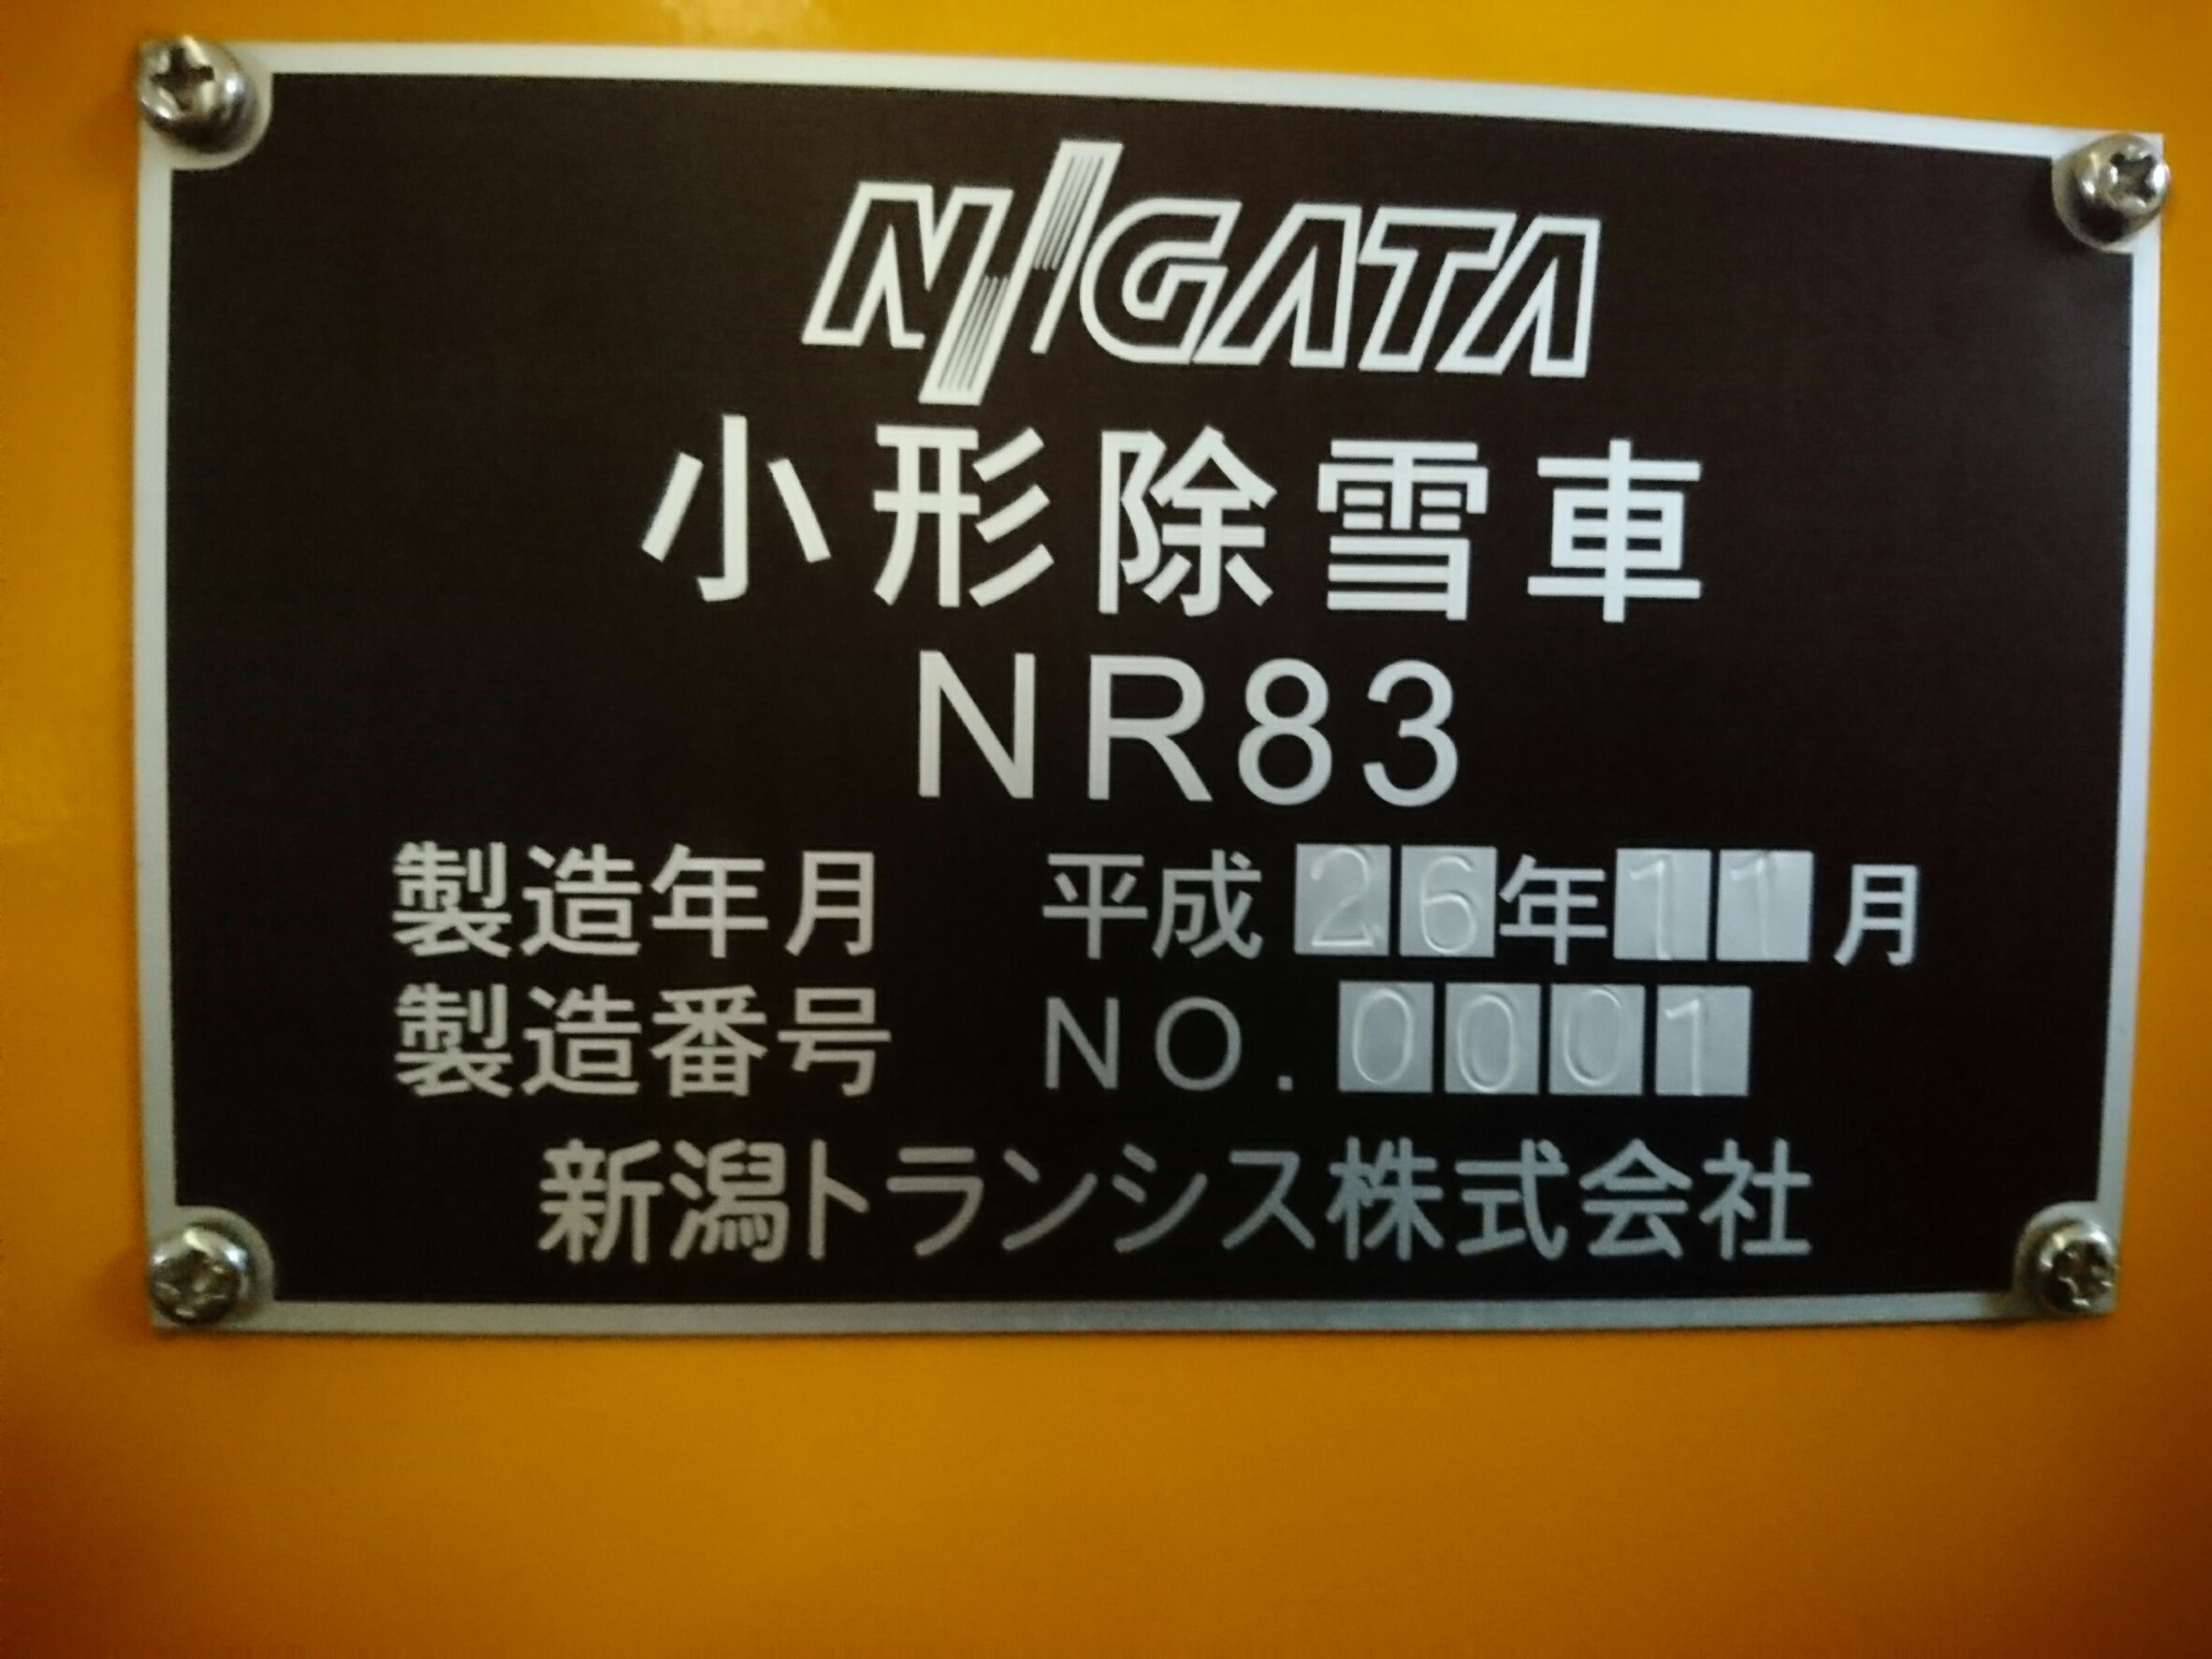 NIIGATA
小形除雪車
NR83
製造年月 平成26年11月
製造番号 NO.0001
新潟トランシス株式会社